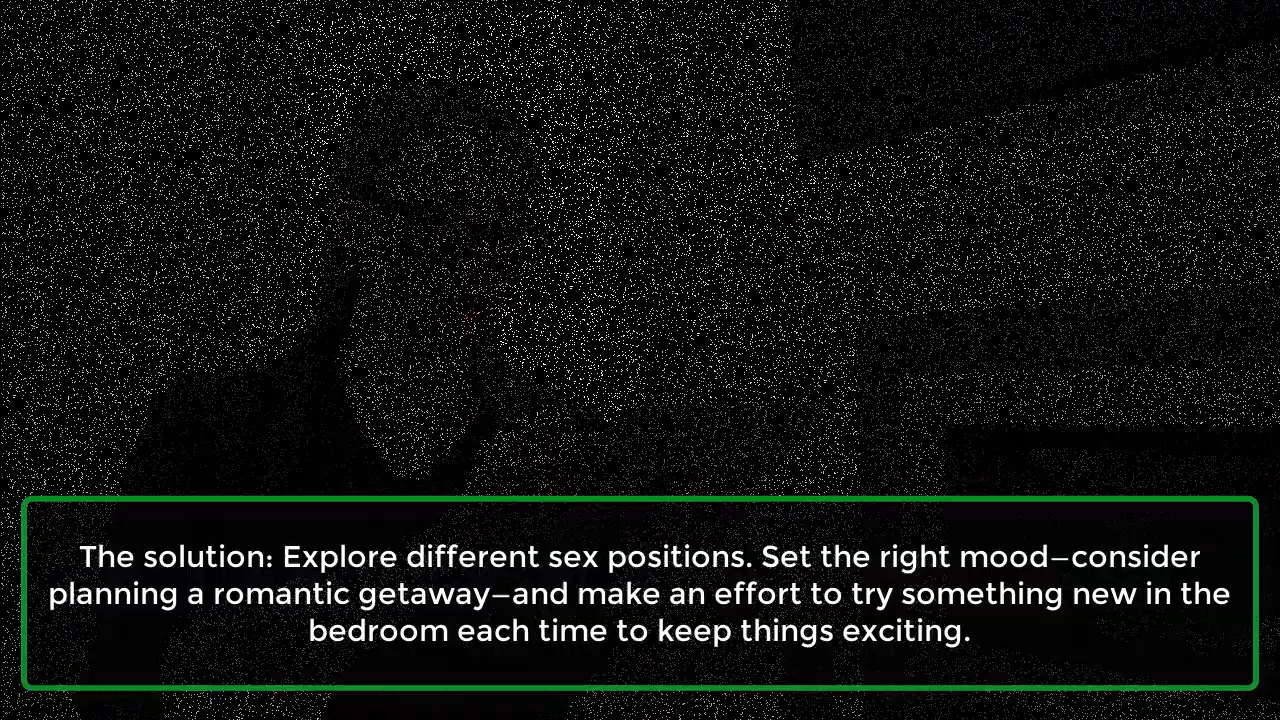 The solution: Explore different sex positions. Set the right mood—consider
planning a romantic getaway—and make an effort to try something new in the
bedroom each time to keep things exciting.